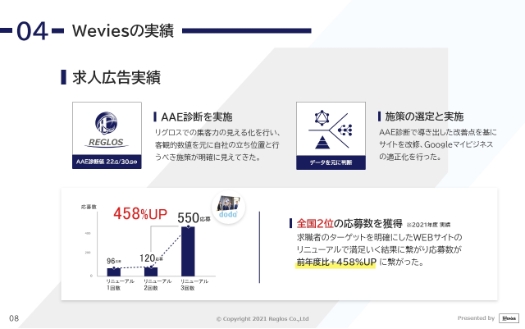 04 Weviesの実績
求人広告実績
REGLOS
AAE診断値 22点/30点中
AAE診断を実施
リグロスでの集客力の見える化を行い、
客観的数値を元に自社の立ち位置と行
うべき施策が明確に見えてきた。
データを元に判断
施策の選定と実施
AAE診断で導き出した改善点を基に
サイトを改修、Googleマイビジネス
の適正化を行った。
応募数
458%UP
550応募
doda
96応募
120応募
リニューアル
1回数
リニューアル
2回数
リニューアル
3回数
全国2位の応募数を獲得 ※2021年度 実績
求職者のターゲットを明確にしたWEBサイトの
リニューアルで満足いく結果に繋がり応募数が
前年度比+458%UP に繋がった。
08
© Copyright 2021 Reglos Co.,Ltd
Presented by Wevies